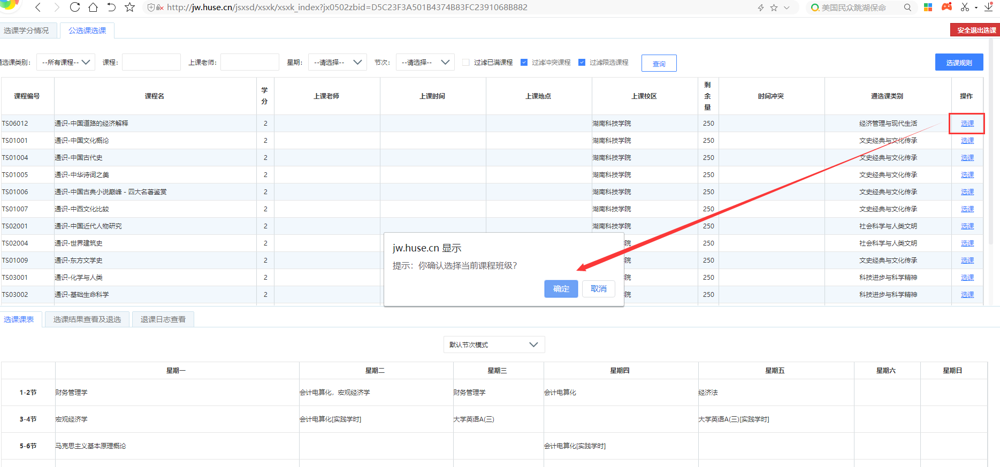 http://jw.huse.cn/jsxsd/xsxk/xsxk_index?jx0502zbid=D5C23F3A501B4374B83FC2391068B882
美国民众跳湖保命
选课学分情况 公选课选课
安全退出选课
选课类别： --所有课程-- 课程： 上课老师： 星期： --请选择-- 节次： --请选择-- 过滤已满课程 过滤冲突课程 过滤限选课程 查询 选课规则
课程编号 课程名 学分 上课老师 上课时间 上课地点 上课校区 剩余量 时间冲突 通选课类别 操作
TS06012 通识-中国道路的经济解释 2 湖南科技学院 250 经济管理与现代生活 选课
TS01001 通识-中国文化概论 2 湖南科技学院 250 文史经典与文化传承 选课
TS01004 通识-中国古代史 2 湖南科技学院 250 文史经典与文化传承 选课
TS01005 通识-中华诗词之美 2 湖南科技学院 250 文史经典与文化传承 选课
TS01006 通识-中国古典小说巅峰 - 四大名著鉴赏 2 湖南科技学院 250 文史经典与文化传承 选课
TS01007 通识-中西文化比较 2 湖南科技学院 250 文史经典与文化传承 选课
TS02001 通识-中国近代人物研究 2 湖南科技学院 250 社会科学与人类文明 选课
TS02004 通识-世界建筑史 2 院 250 社会科学与人类文明 选课
TS01009 通识-东方文学史 2 院 250 文史经典与文化传承 选课
TS03001 通识-化学与人类 2 院 250 科技进步与科学精神 选课
TS03002 通识-基础生命科学 2 院 250 科技进步与科学精神 选课
jw.huse.cn 显示
提示：你确认选择当前课程班级？
确定 取消
选课课表 选课结果查看及退选 退课日志查看
默认节次模式
星期一 星期二 星期三 星期四 星期五 星期六 星期日
1-2节 财务管理学 会计电算化，宏观经济学 财务管理学 会计电算化 经济法
3-4节 宏观经济学 会计电算化[实践学时] 大学英语A(三) 大学英语A(三)[实践学时]
5-6节 马克思主义基本原理概论 会计电算化[实践学时]